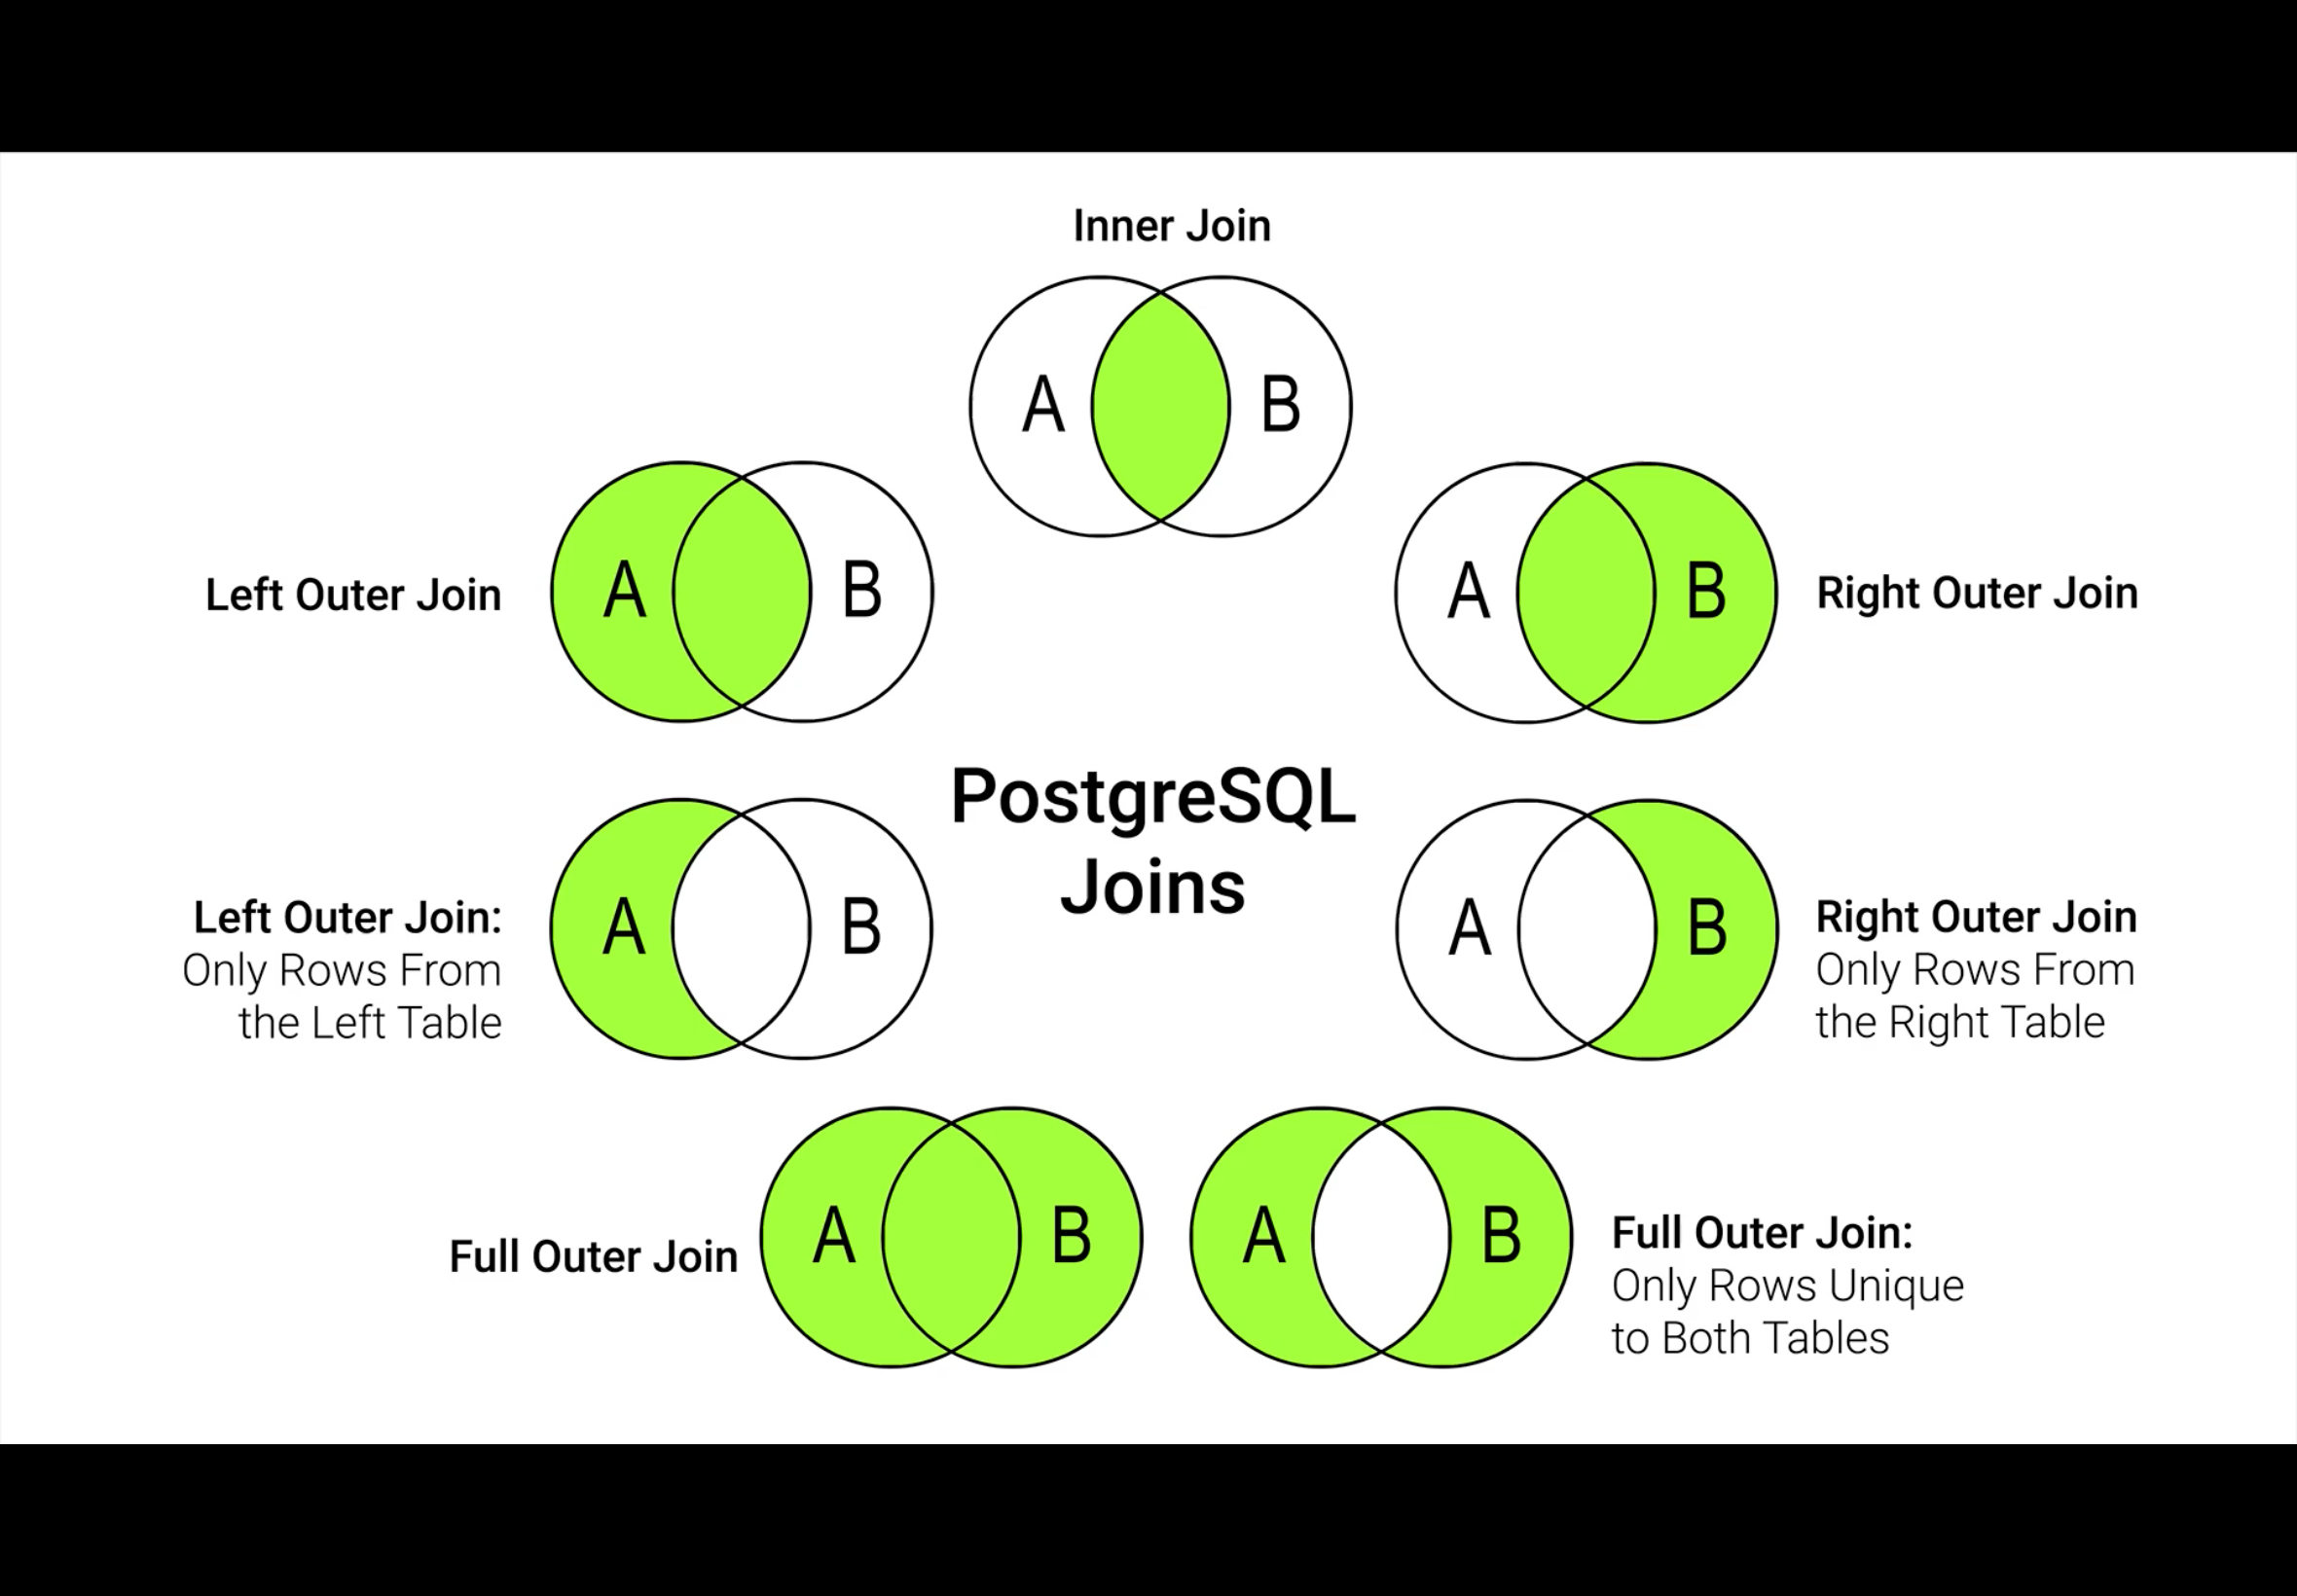 Inner Join
A B
Left Outer Join
A B
A B
Right Outer Join
PostgreSQL
Joins
Left Outer Join:
Only Rows From
the Left Table
A B
A B
Right Outer Join
Only Rows From
the Right Table
Full Outer Join
A B
A B
Full Outer Join:
Only Rows Unique
to Both Tables